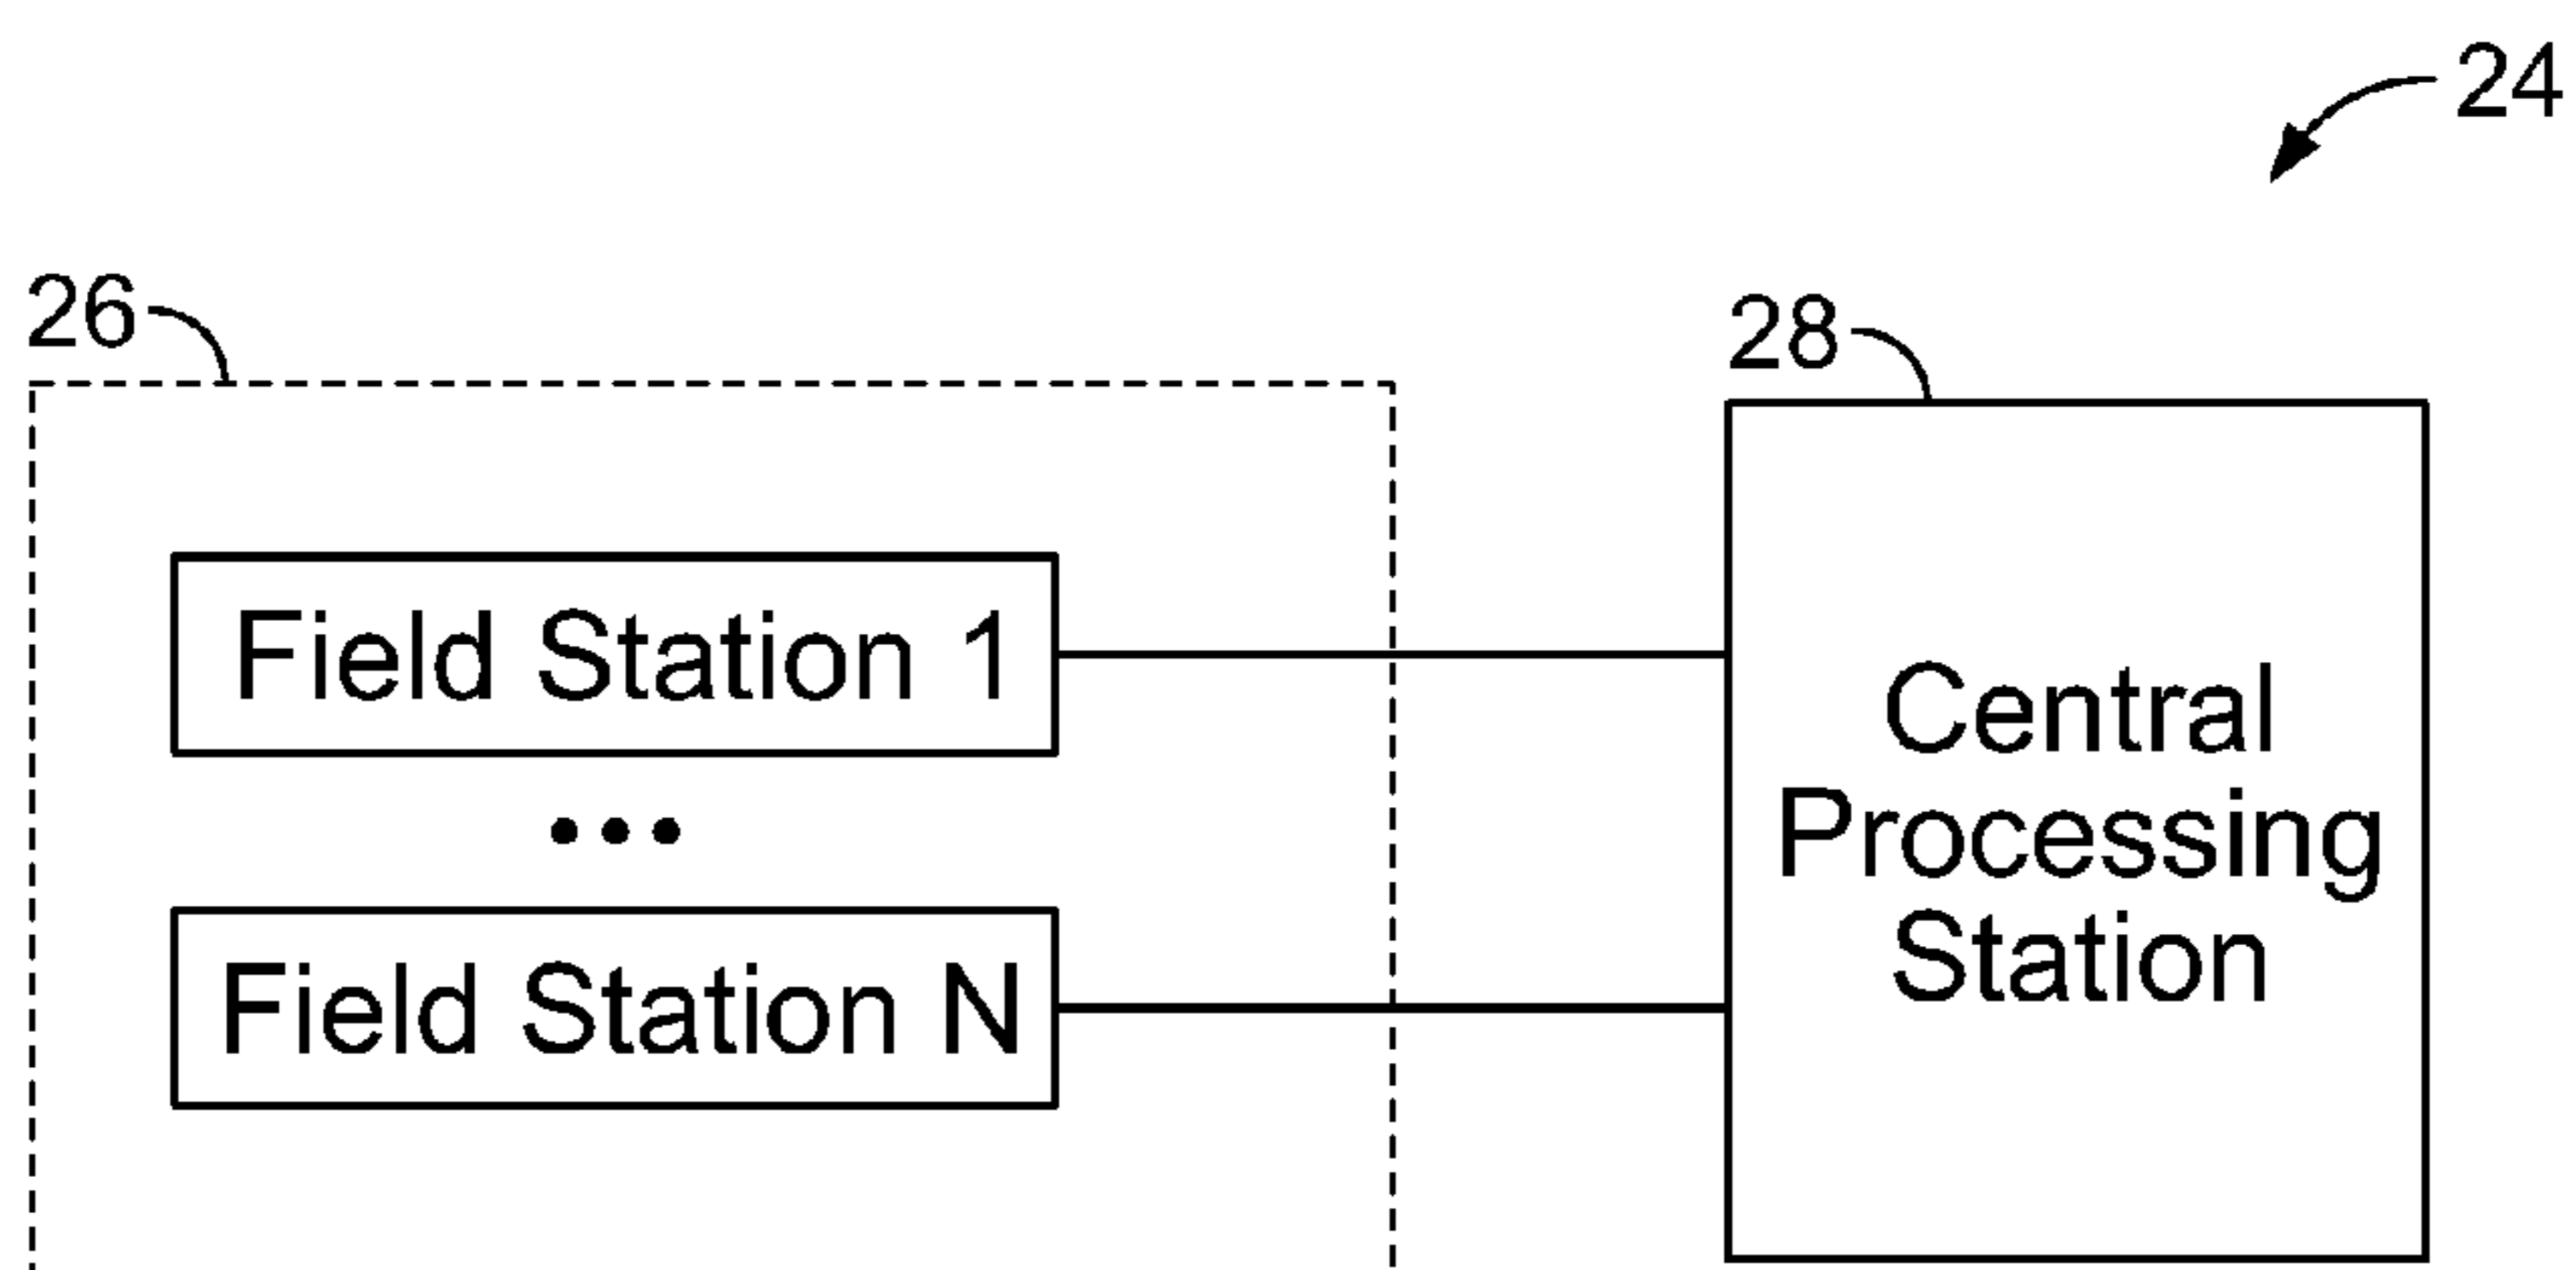 24
26
28
Field Station 1
...
Field Station N
Central
Processing
Station